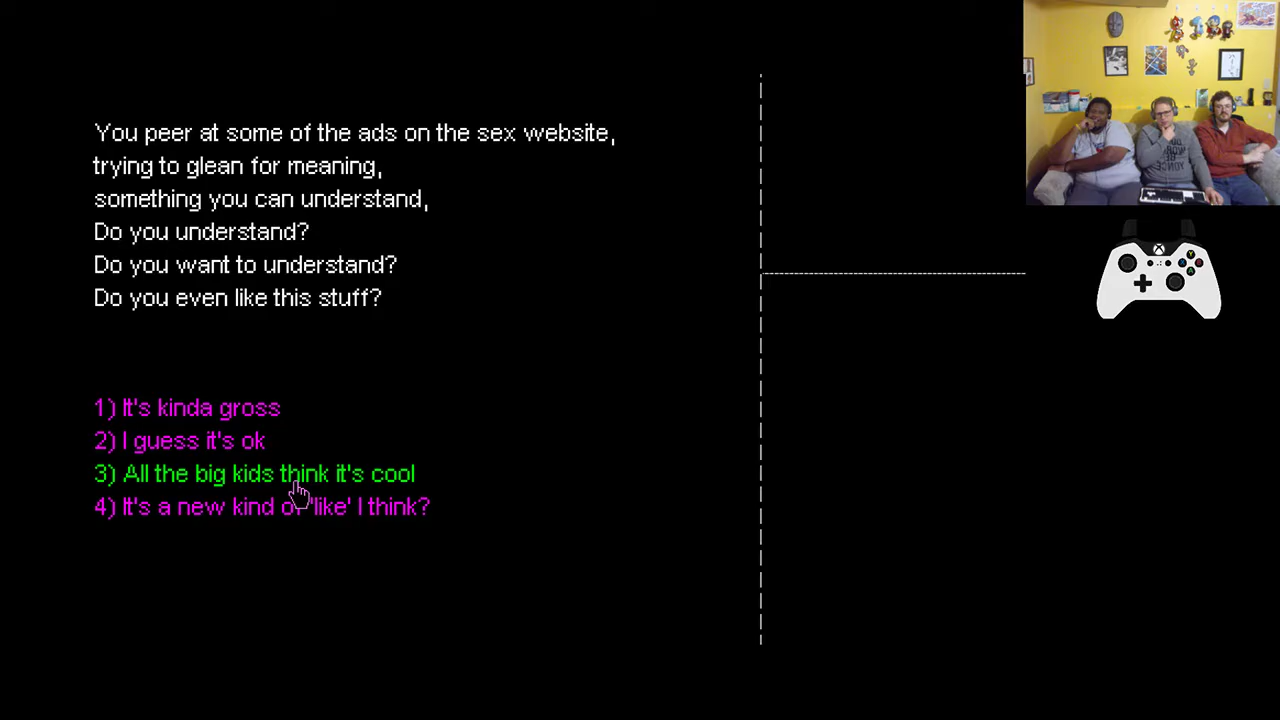 You peer at some of the ads on the sex website,
trying to glean for meaning,
something you can understand,
Do you understand?
Do you want to understand?
Do you even like this stuff?
1) It's kinda gross
2) I guess it's ok
3) All the big kids think it's cool
4) It's a new kind of 'like' I think?